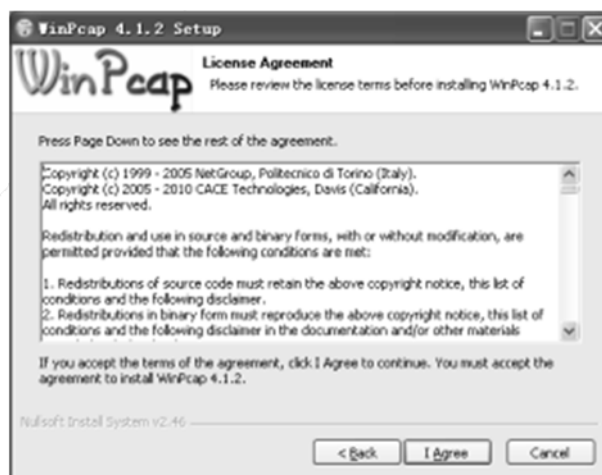 WinPcap 4.1.2 Setup
WinPcap
License Agreement
Please review the license terms before installing WinPcap 4.1.2.
Press Page Down to see the rest of the agreement.
Copyright (c) 1999 - 2005 NetGroup, Politecnico di Torino (Italy).
Copyright (c) 2005 - 2010 CACE Technologies, Davis (California).
All rights reserved.
Redistribution and use in source and binary forms, with or without modification, are
permitted provided that the following conditions are met:
1. Redistributions of source code must retain the above copyright notice, this list of
conditions and the following disclaimer.
2. Redistributions in binary form must reproduce the above copyright notice, this list of
conditions and the following disclaimer in the documentation and/or other materials
If you accept the terms of the agreement, click I Agree to continue. You must accept the
agreement to install WinPcap 4.1.2.
Nullsoft Install System v2.46
< Back
I Agree
Cancel